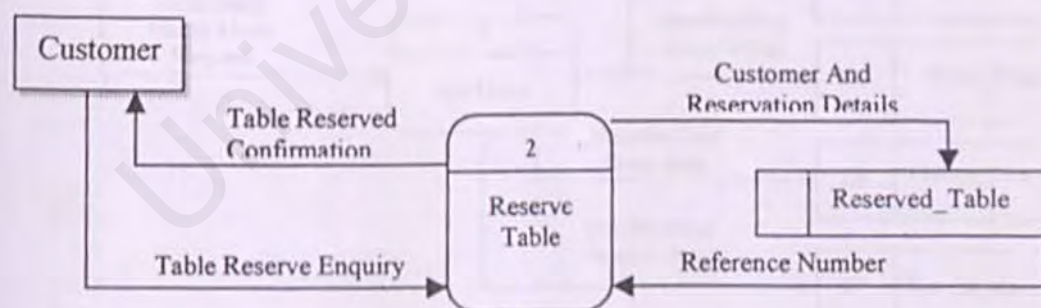 Customer
Customer And
Reservation Details
Table Reserved
Confirmation
2
Reserve
Table
Reserved_Table
Table Reserve Enquiry
Reference Number